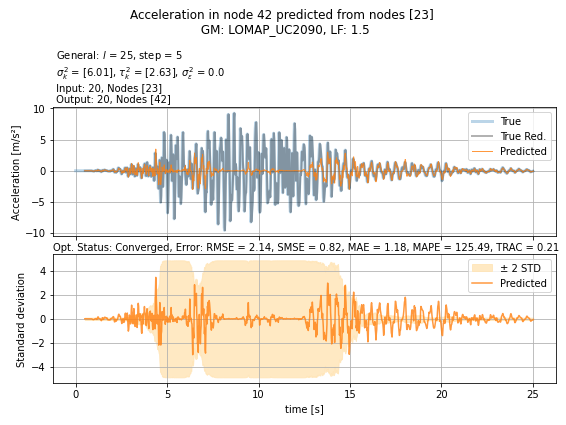 Acceleration in node 42 predicted from nodes [23]
GM: LOMAP_UC2090, LF: 1.5
General: l = 25, step = 5
σ²ₖ = [6.01], τ²ₖ = [2.63], σ²ε = 0.0
Input: 20, Nodes [23]
Output: 20, Nodes [42]
10
5
0
−5
−10
Acceleration [m/s²]
True
True Red.
Predicted
Opt. Status: Converged, Error: RMSE = 2.14, SMSE = 0.82, MAE = 1.18, MAPE = 125.49, TRAC = 0.21
4
2
0
−2
−4
Standard deviation
± 2 STD
Predicted
0 5 10 15 20 25
time [s]